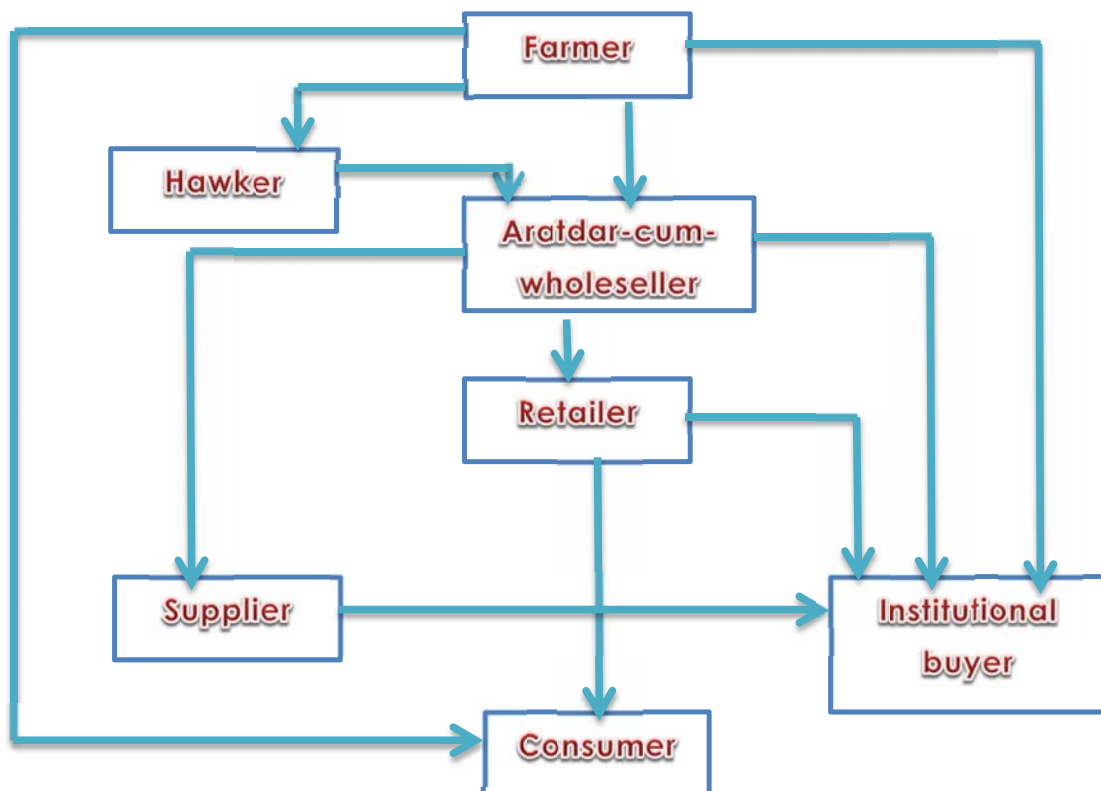 Farmer
Hawker
Aratdar-cum-
wholeseller
Retailer
Supplier
Institutional
buyer
Consumer